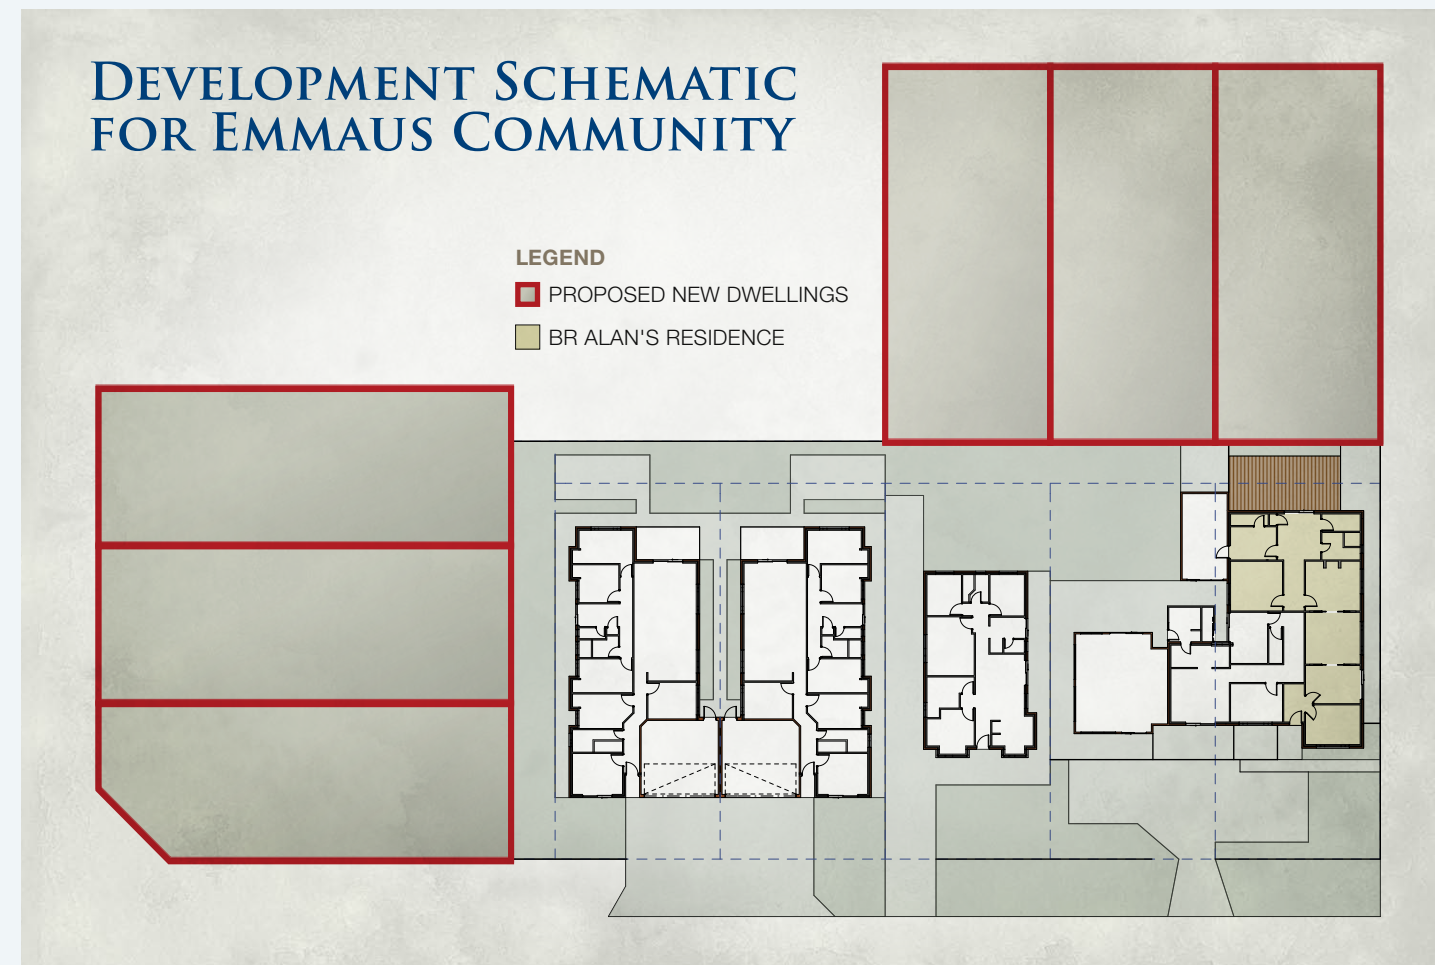 DEVELOPMENT SCHEMATIC
FOR EMMAUS COMMUNITY
LEGEND
PROPOSED NEW DWELLINGS
BR ALAN'S RESIDENCE